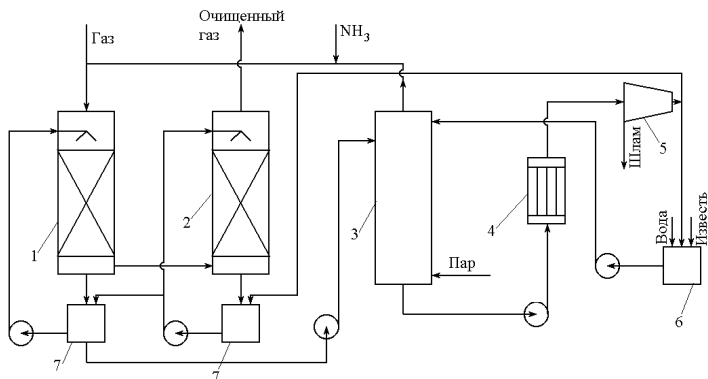 Очищенный
газ
Газ
NH3
5
Шлам
1
2
3
4
Вода
Известь
Пар
6
7
7